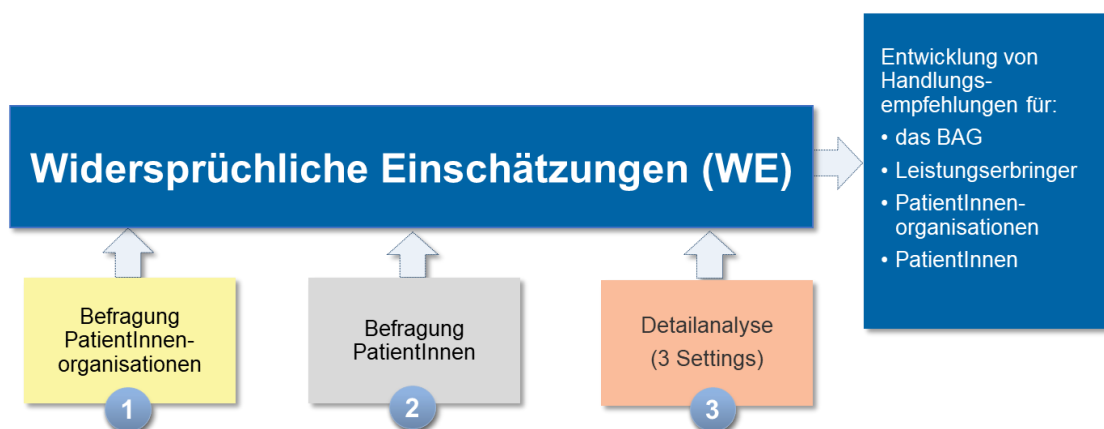 Widersprüchliche Einschätzungen (WE)
Befragung
PatientInnen-
organisationen
1
Befragung
PatientInnen
2
Detailanalyse
(3 Settings)
3
Entwicklung von
Handlungs-
empfehlungen für:
• das BAG
• Leistungserbringer
• PatientInnen-
organisationen
• PatientInnen